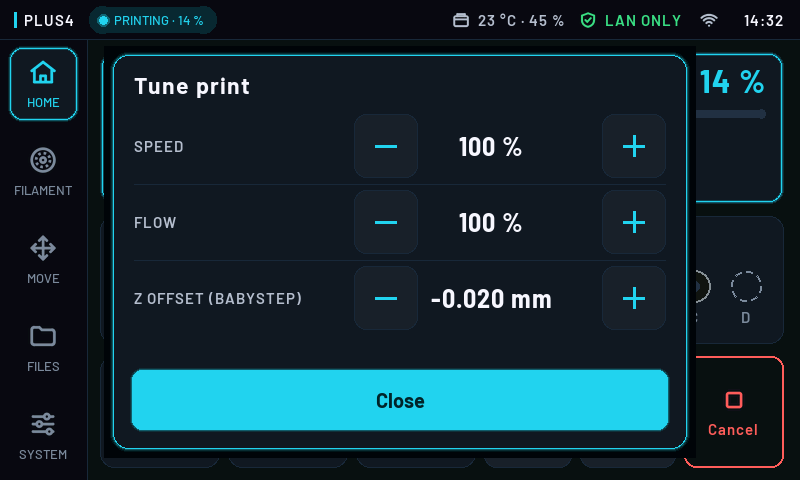 PLUS4
PRINTING · 14 %
23 °C · 45 %
LAN ONLY
14:32
HOME
FILAMENT
MOVE
FILES
SYSTEM
14 %
Tune print
SPEED
100 %
FLOW
100 %
Z OFFSET (BABYSTEP)
-0.020 mm
Close
D
Cancel